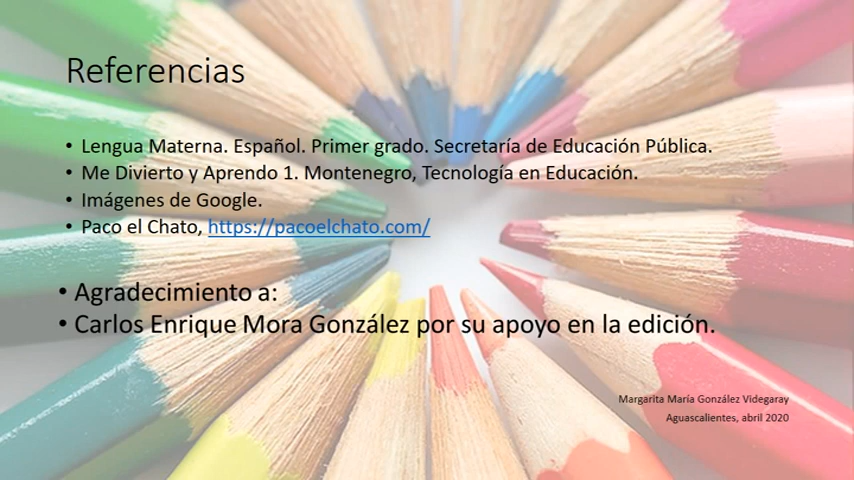 Referencias
• Lengua Materna. Español. Primer grado. Secretaría de Educación Pública.
• Me Divierto y Aprendo 1. Montenegro, Tecnología en Educación.
• Imágenes de Google.
• Paco el Chato, https://pacoelchato.com/
• Agradecimiento a:
• Carlos Enrique Mora González por su apoyo en la edición.
Margarita María González Videgaray
Aguascalientes, abril 2020